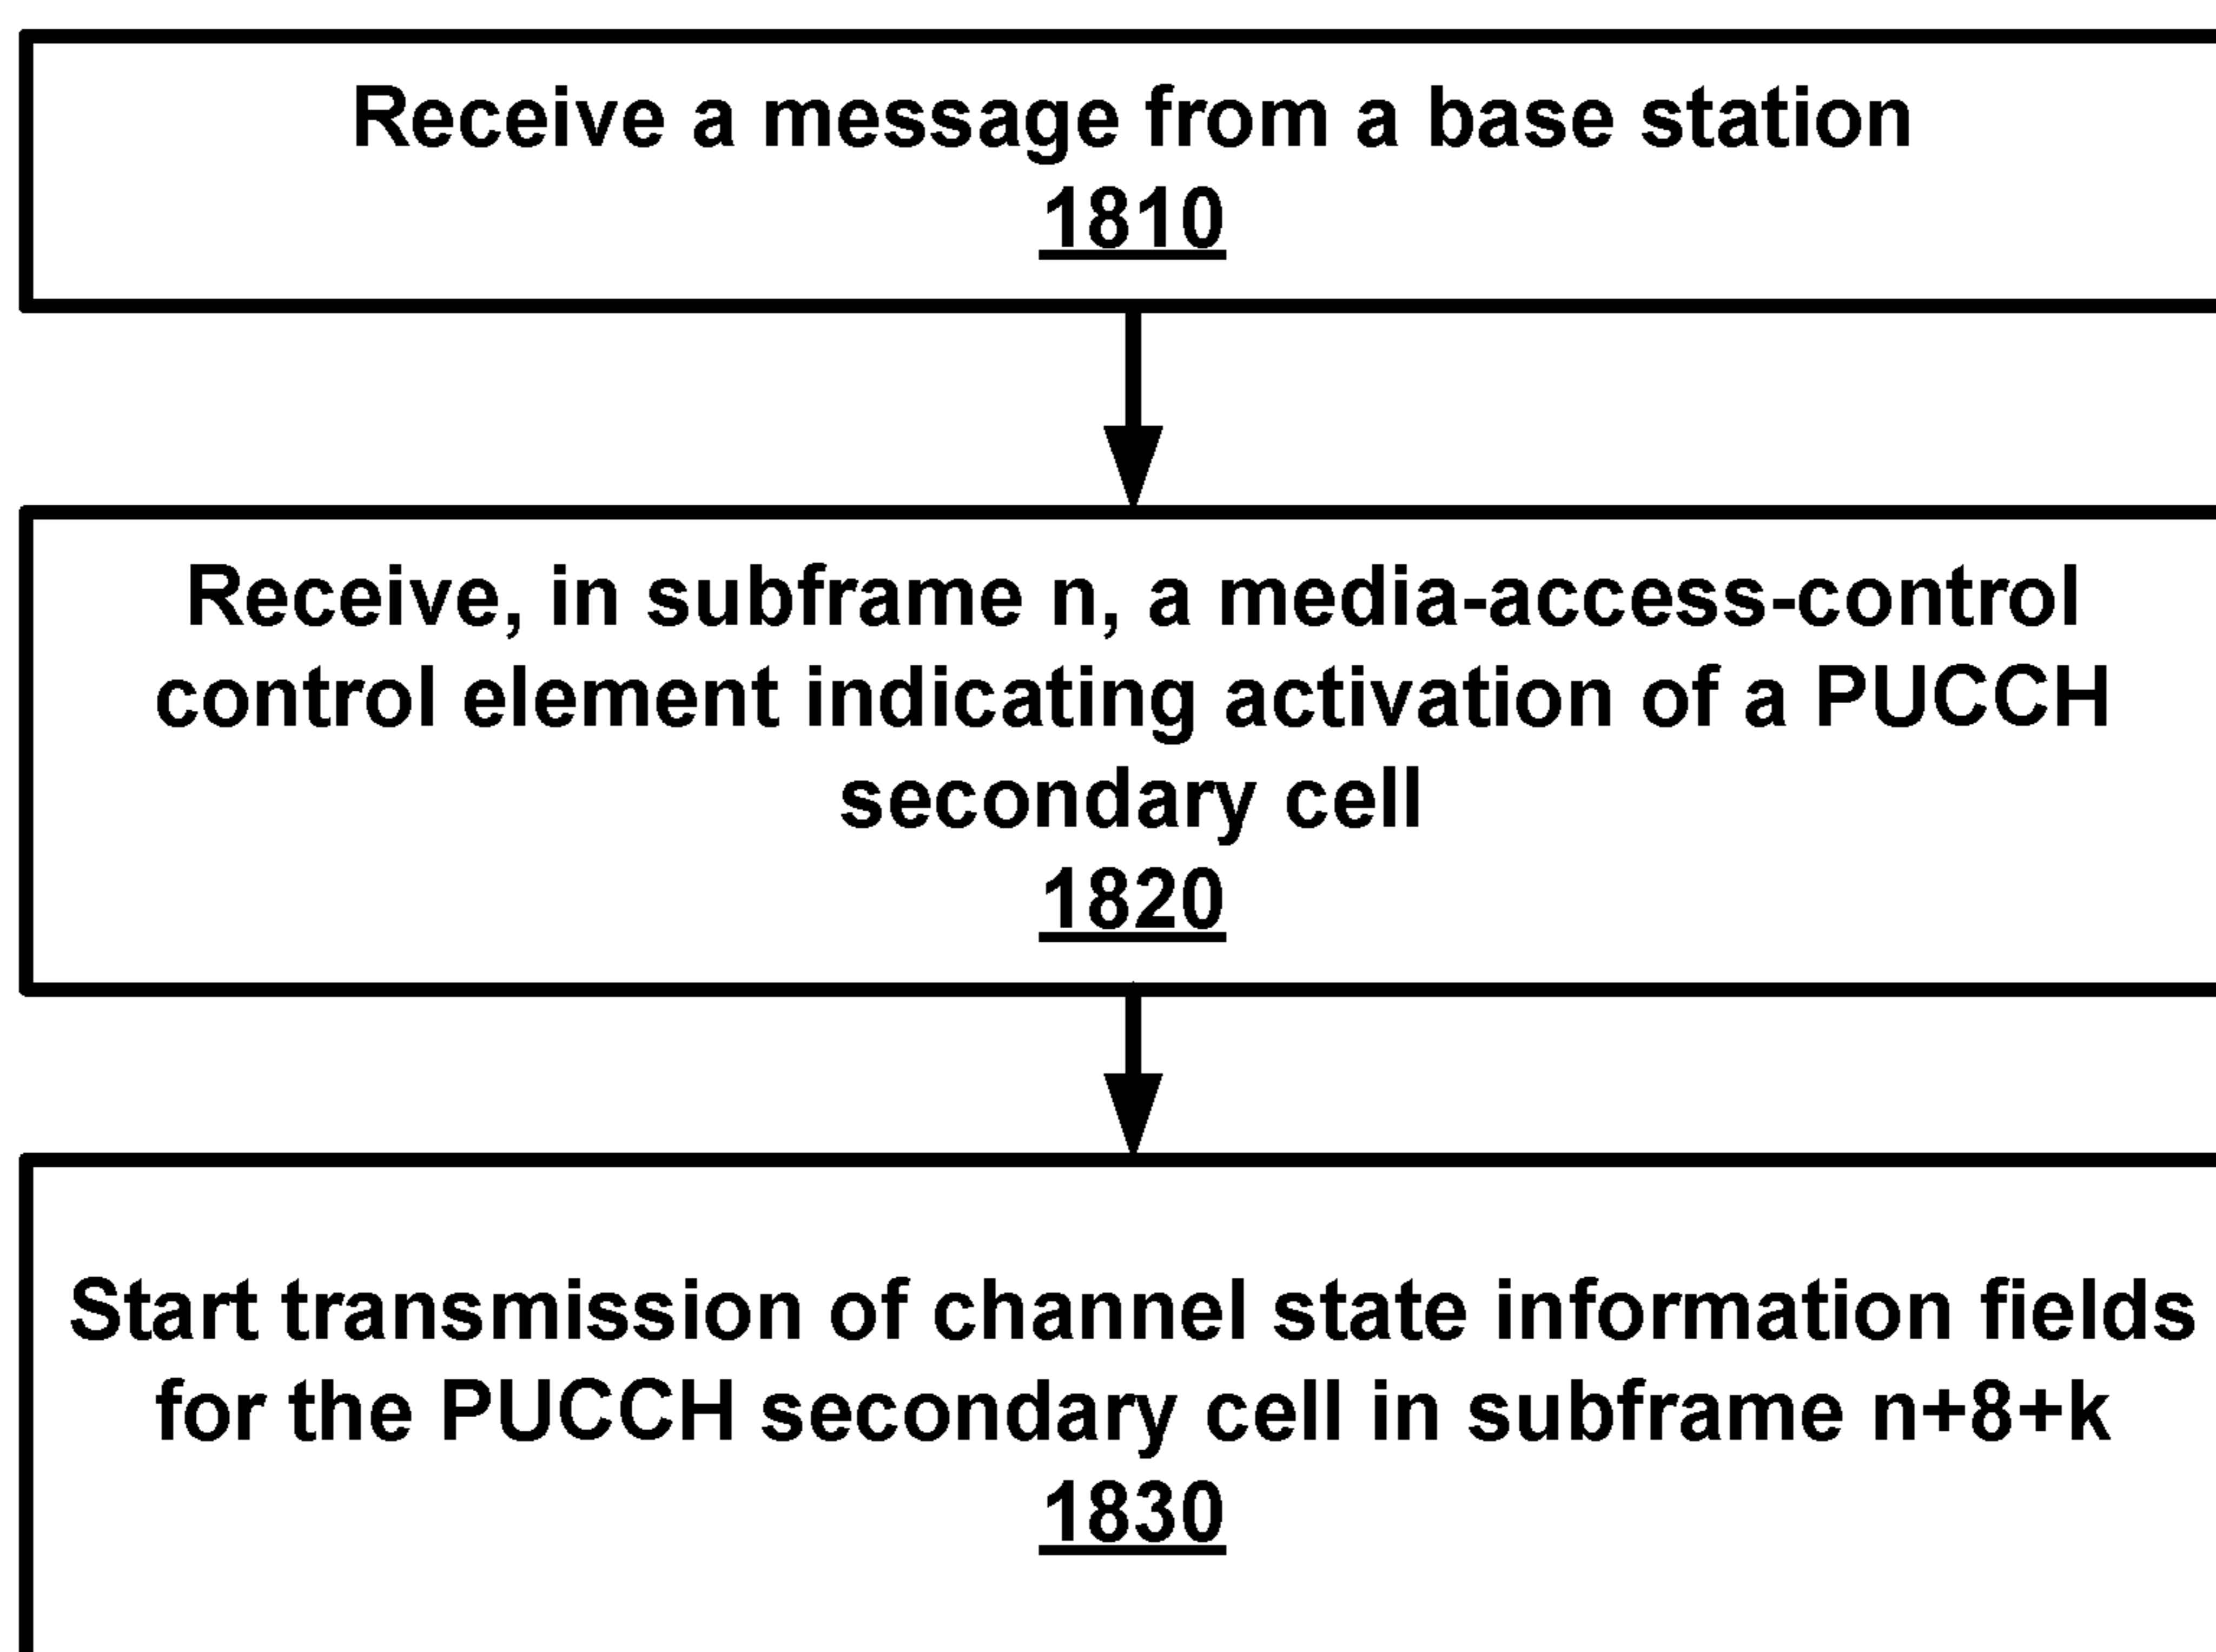 Receive a message from a base station
1810
Receive, in subframe n, a media-access-control
control element indicating activation of a PUCCH
secondary cell
1820
Start transmission of channel state information fields
for the PUCCH secondary cell in subframe n+8+k
1830